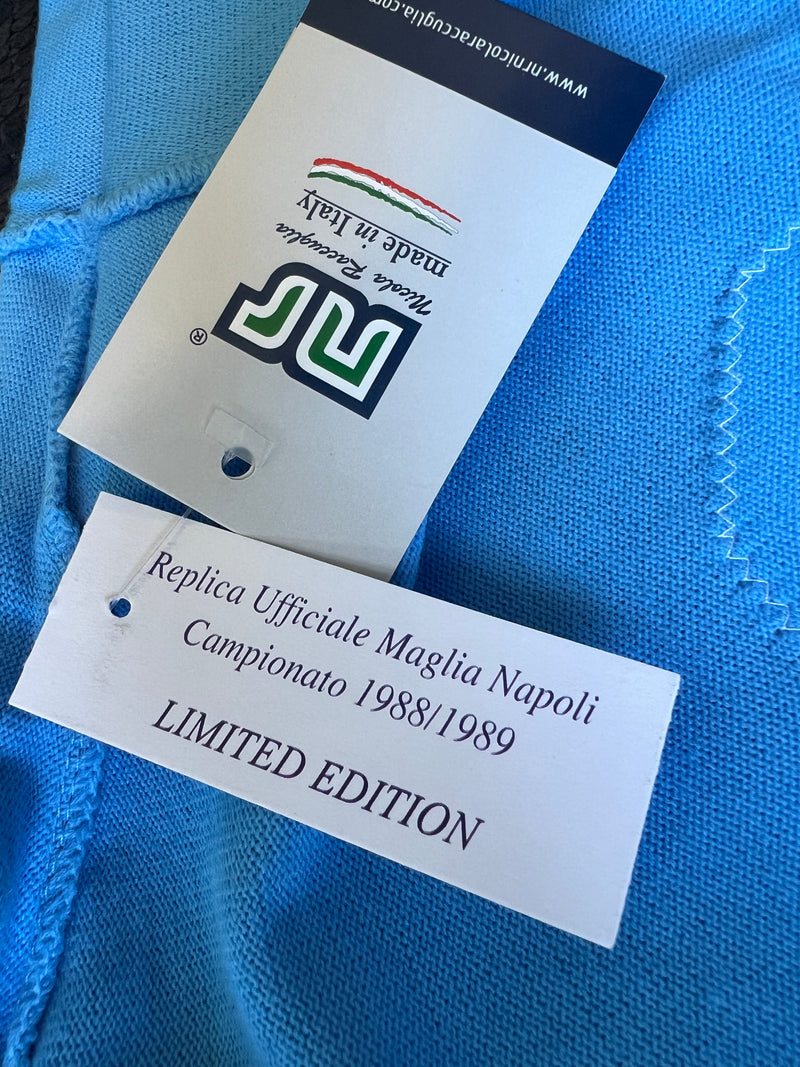 www.nrnicolaraccuglia.com
made in Italy
Nicola Raccuglia
nr
®
Replica Ufficiale Maglia Napoli
Campionato 1988/1989
LIMITED EDITION